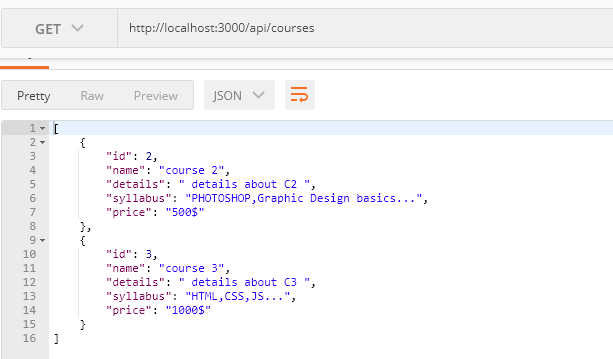 GET http://localhost:3000/api/courses
Pretty Raw Preview JSON
1 [
2 {
3 "id": 2,
4 "name": "course 2",
5 "details": " details about C2 ",
6 "syllabus": "PHOTOSHOP,Graphic Design basics...",
7 "price": "500$"
8 },
9 {
10 "id": 3,
11 "name": "course 3",
12 "details": " details about C3 ",
13 "syllabus": "HTML,CSS,JS...",
14 "price": "1000$"
15 }
16 ]